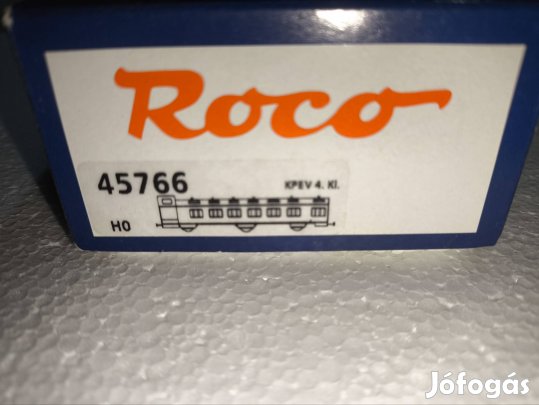 Roco
45766 KPEV 4. Kl.
H0
Jófogás